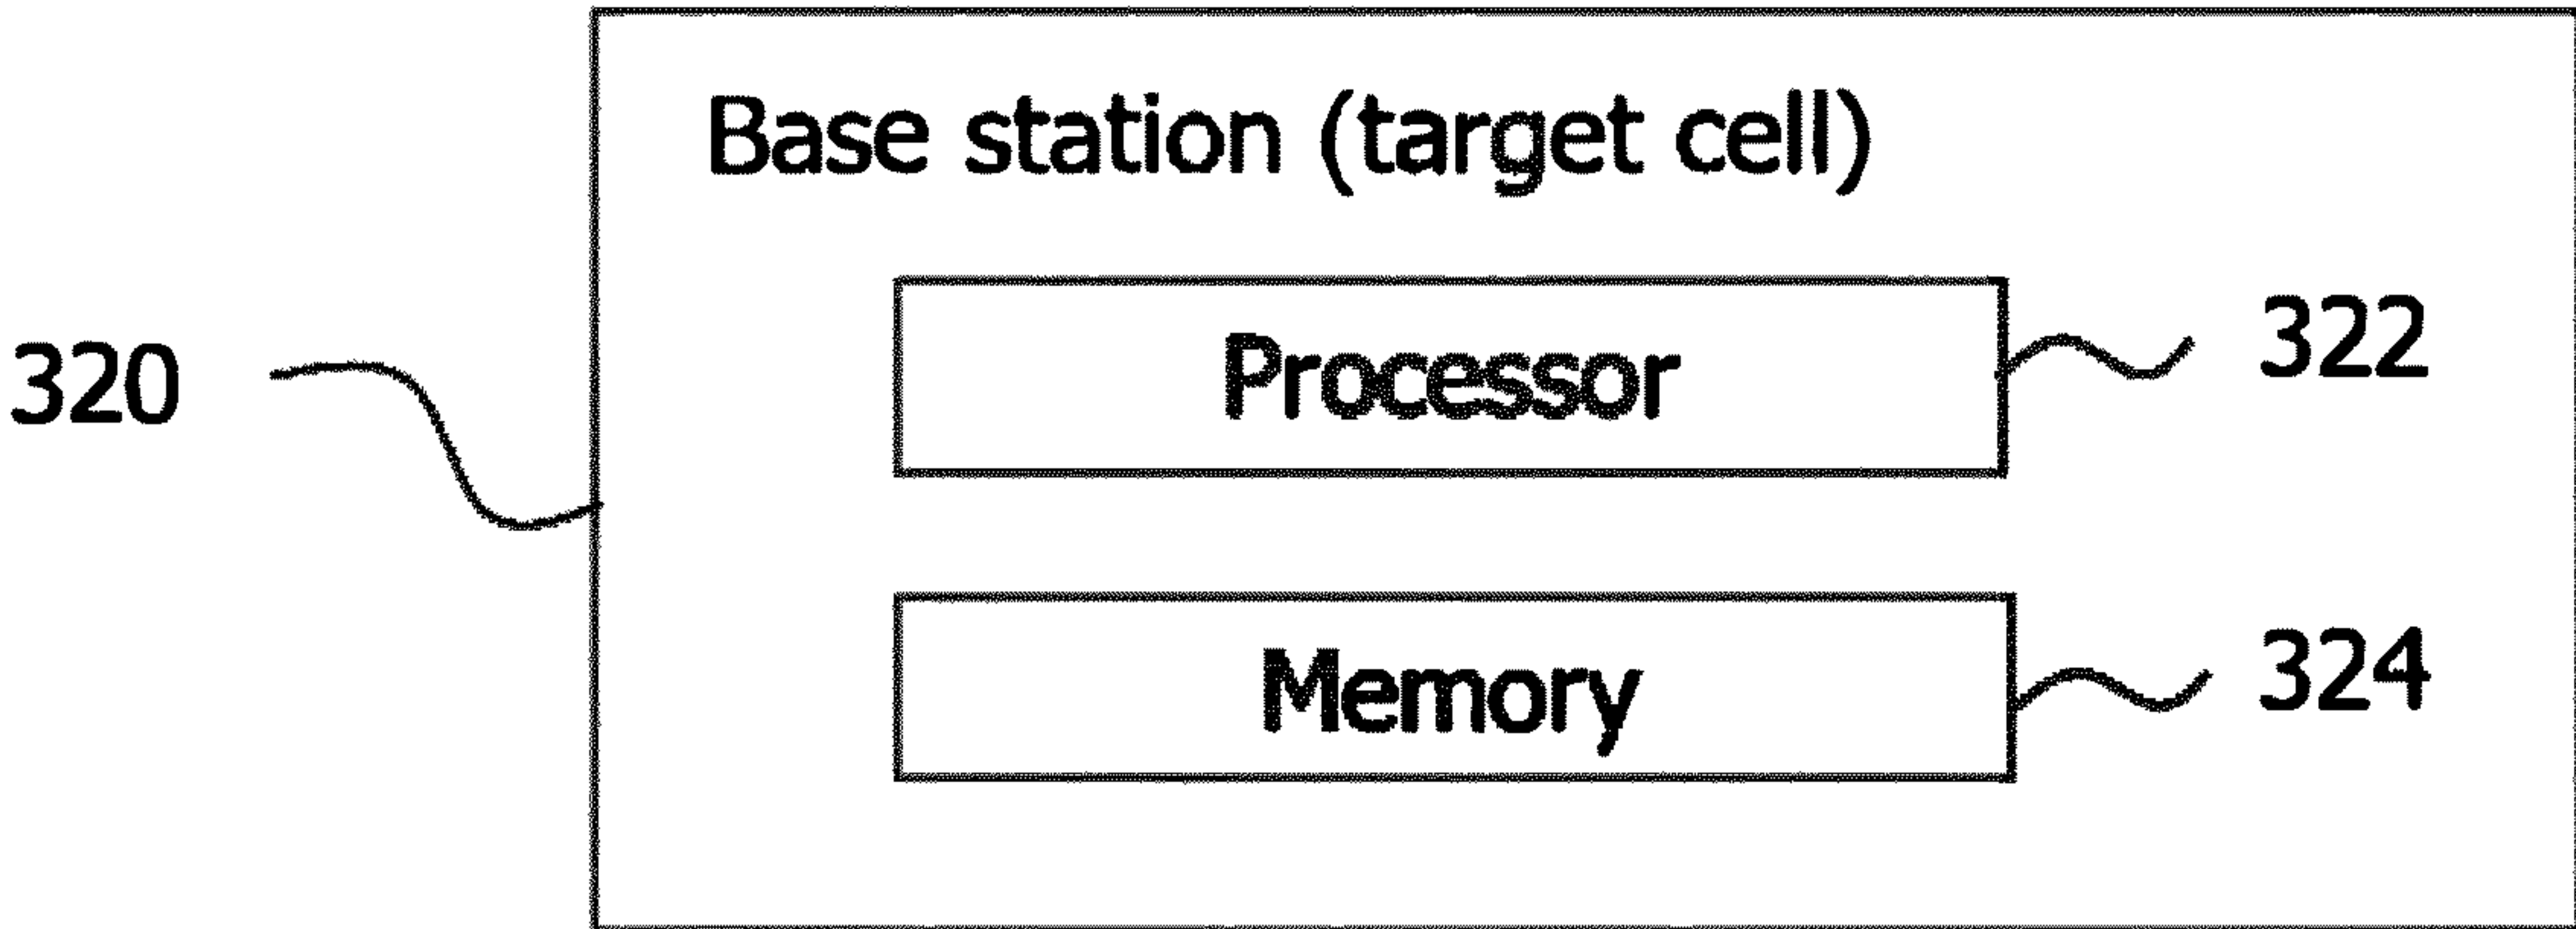 Base station (target cell)
320
Processor
322
Memory
324